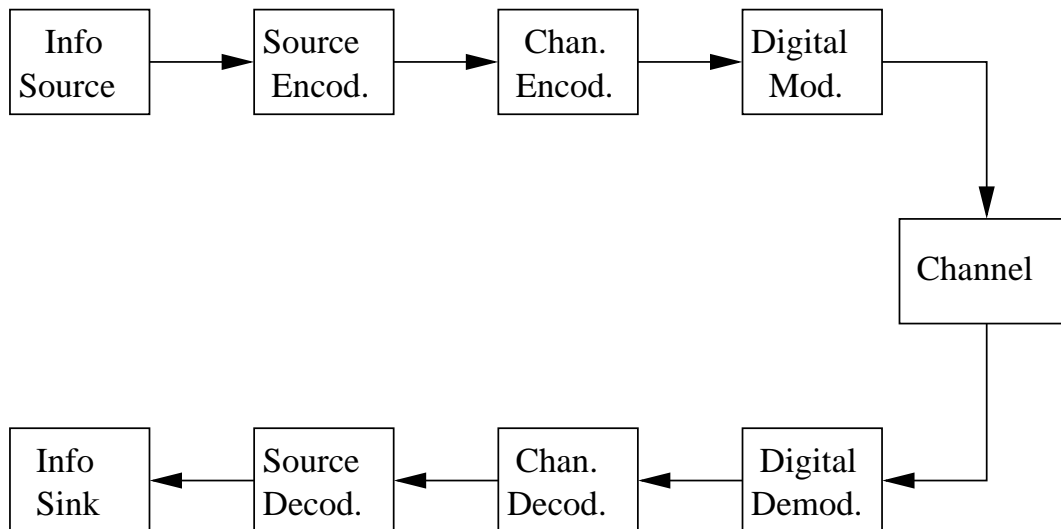 Info
Source
Source
Encod.
Chan.
Encod.
Digital
Mod.
Channel
Info
Sink
Source
Decod.
Chan.
Decod.
Digital
Demod.